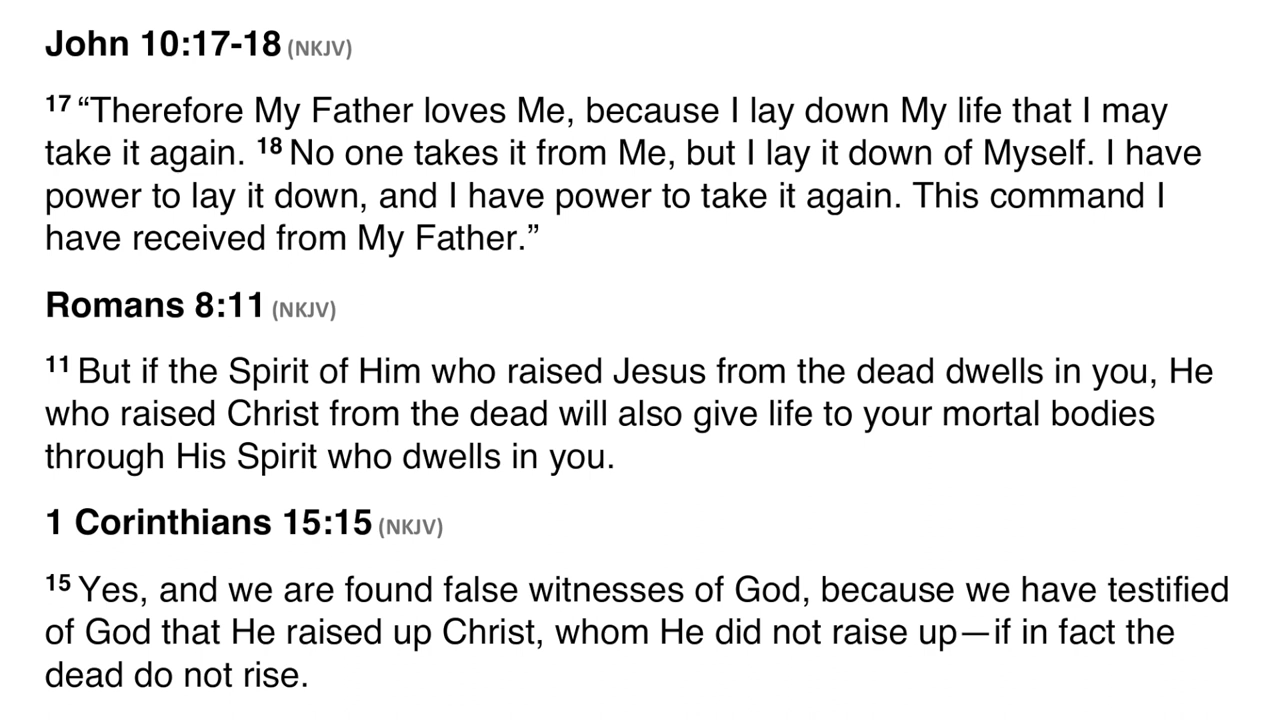 John 10:17-18 (NKJV)
17 “Therefore My Father loves Me, because I lay down My life that I may
take it again. 18 No one takes it from Me, but I lay it down of Myself. I have
power to lay it down, and I have power to take it again. This command I
have received from My Father.”
Romans 8:11 (NKJV)
11 But if the Spirit of Him who raised Jesus from the dead dwells in you, He
who raised Christ from the dead will also give life to your mortal bodies
through His Spirit who dwells in you.
1 Corinthians 15:15 (NKJV)
15 Yes, and we are found false witnesses of God, because we have testified
of God that He raised up Christ, whom He did not raise up—if in fact the
dead do not rise.